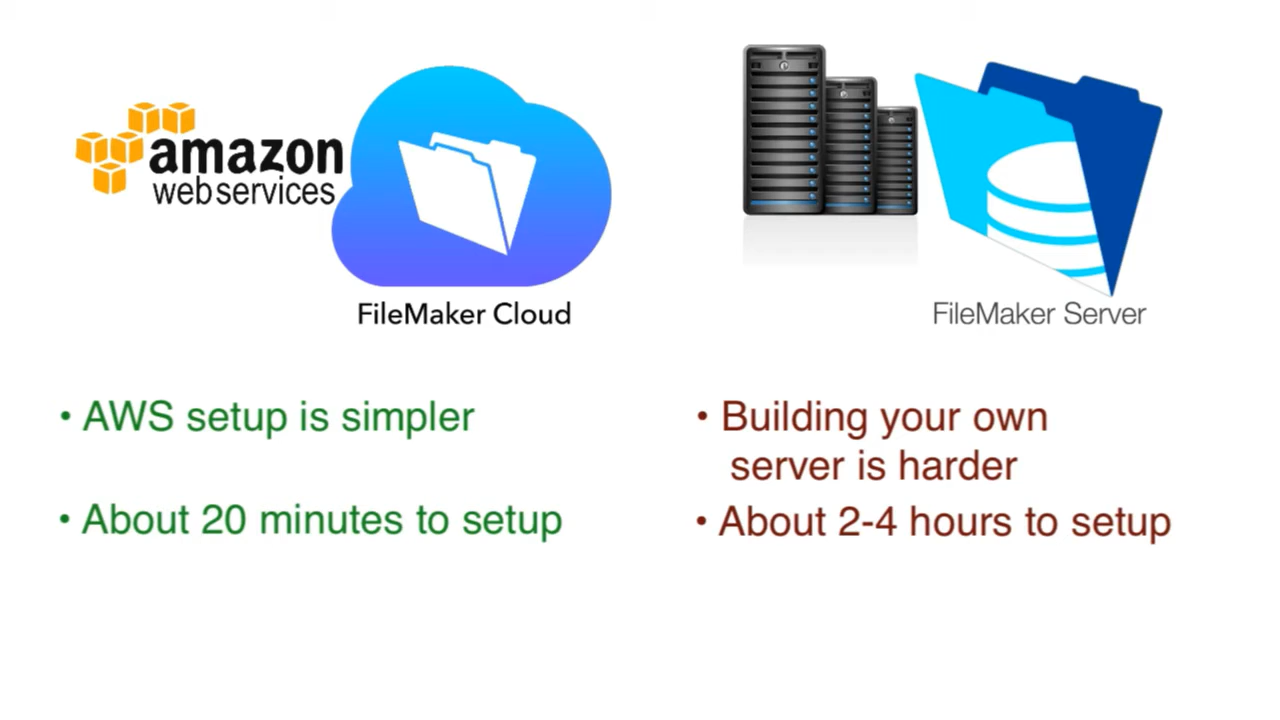 amazon
webservices
FileMaker Cloud
FileMaker Server
• AWS setup is simpler
• About 20 minutes to setup
• Building your own
server is harder
• About 2-4 hours to setup